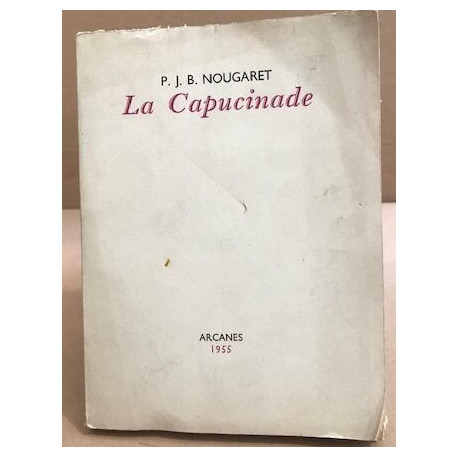 P. J. B. NOUGARET
La Capucinade
ARCANES
1955